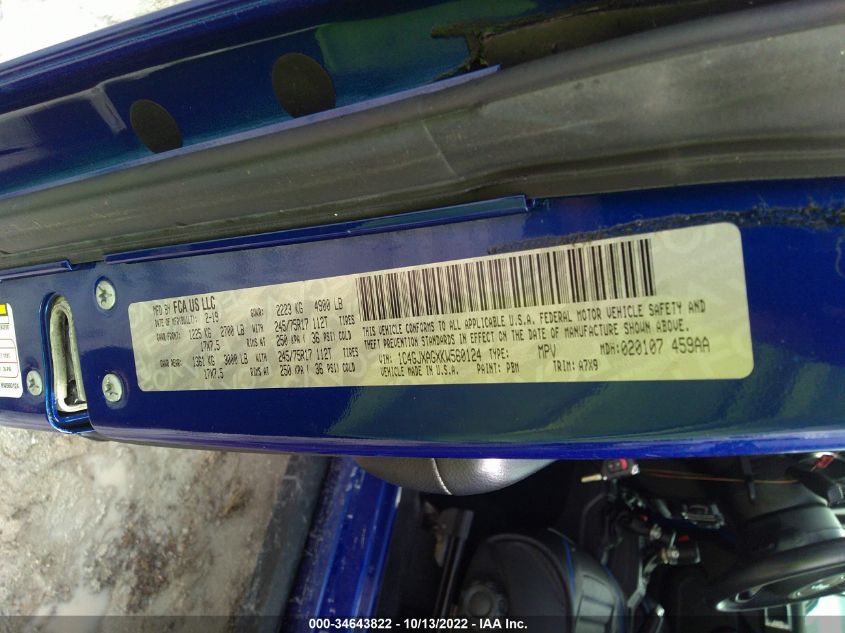 MFD BY FCA US LLC
DATE OF MFR/BUILT: 2-19 GVWR: 2223 KG 4900 LB
GAWR FRONT: 1225 KG 2700 LB WITH 245/75R17 112T TIRES
17X7.5 RIMS AT 250 KPA( 36 PSI) COLD
GAWR REAR: 1361 KG 3000 LB WITH 245/75R17 112T TIRES
17X7.5 RIMS AT 250 KPA( 36 PSI) COLD
THIS VEHICLE CONFORMS TO ALL APPLICABLE U.S.A. FEDERAL MOTOR VEHICLE SAFETY AND
THEFT PREVENTION STANDARDS IN EFFECT ON THE DATE OF MANUFACTURE SHOWN ABOVE.
VIN: 1C4GJXAGXKW560124 TYPE: MPV MDH:020107 459AA
VEHICLE MADE IN U.S.A. PAINT: PBM TRIM: A7X9
000-34643822 - 10/13/2022 - IAA Inc.